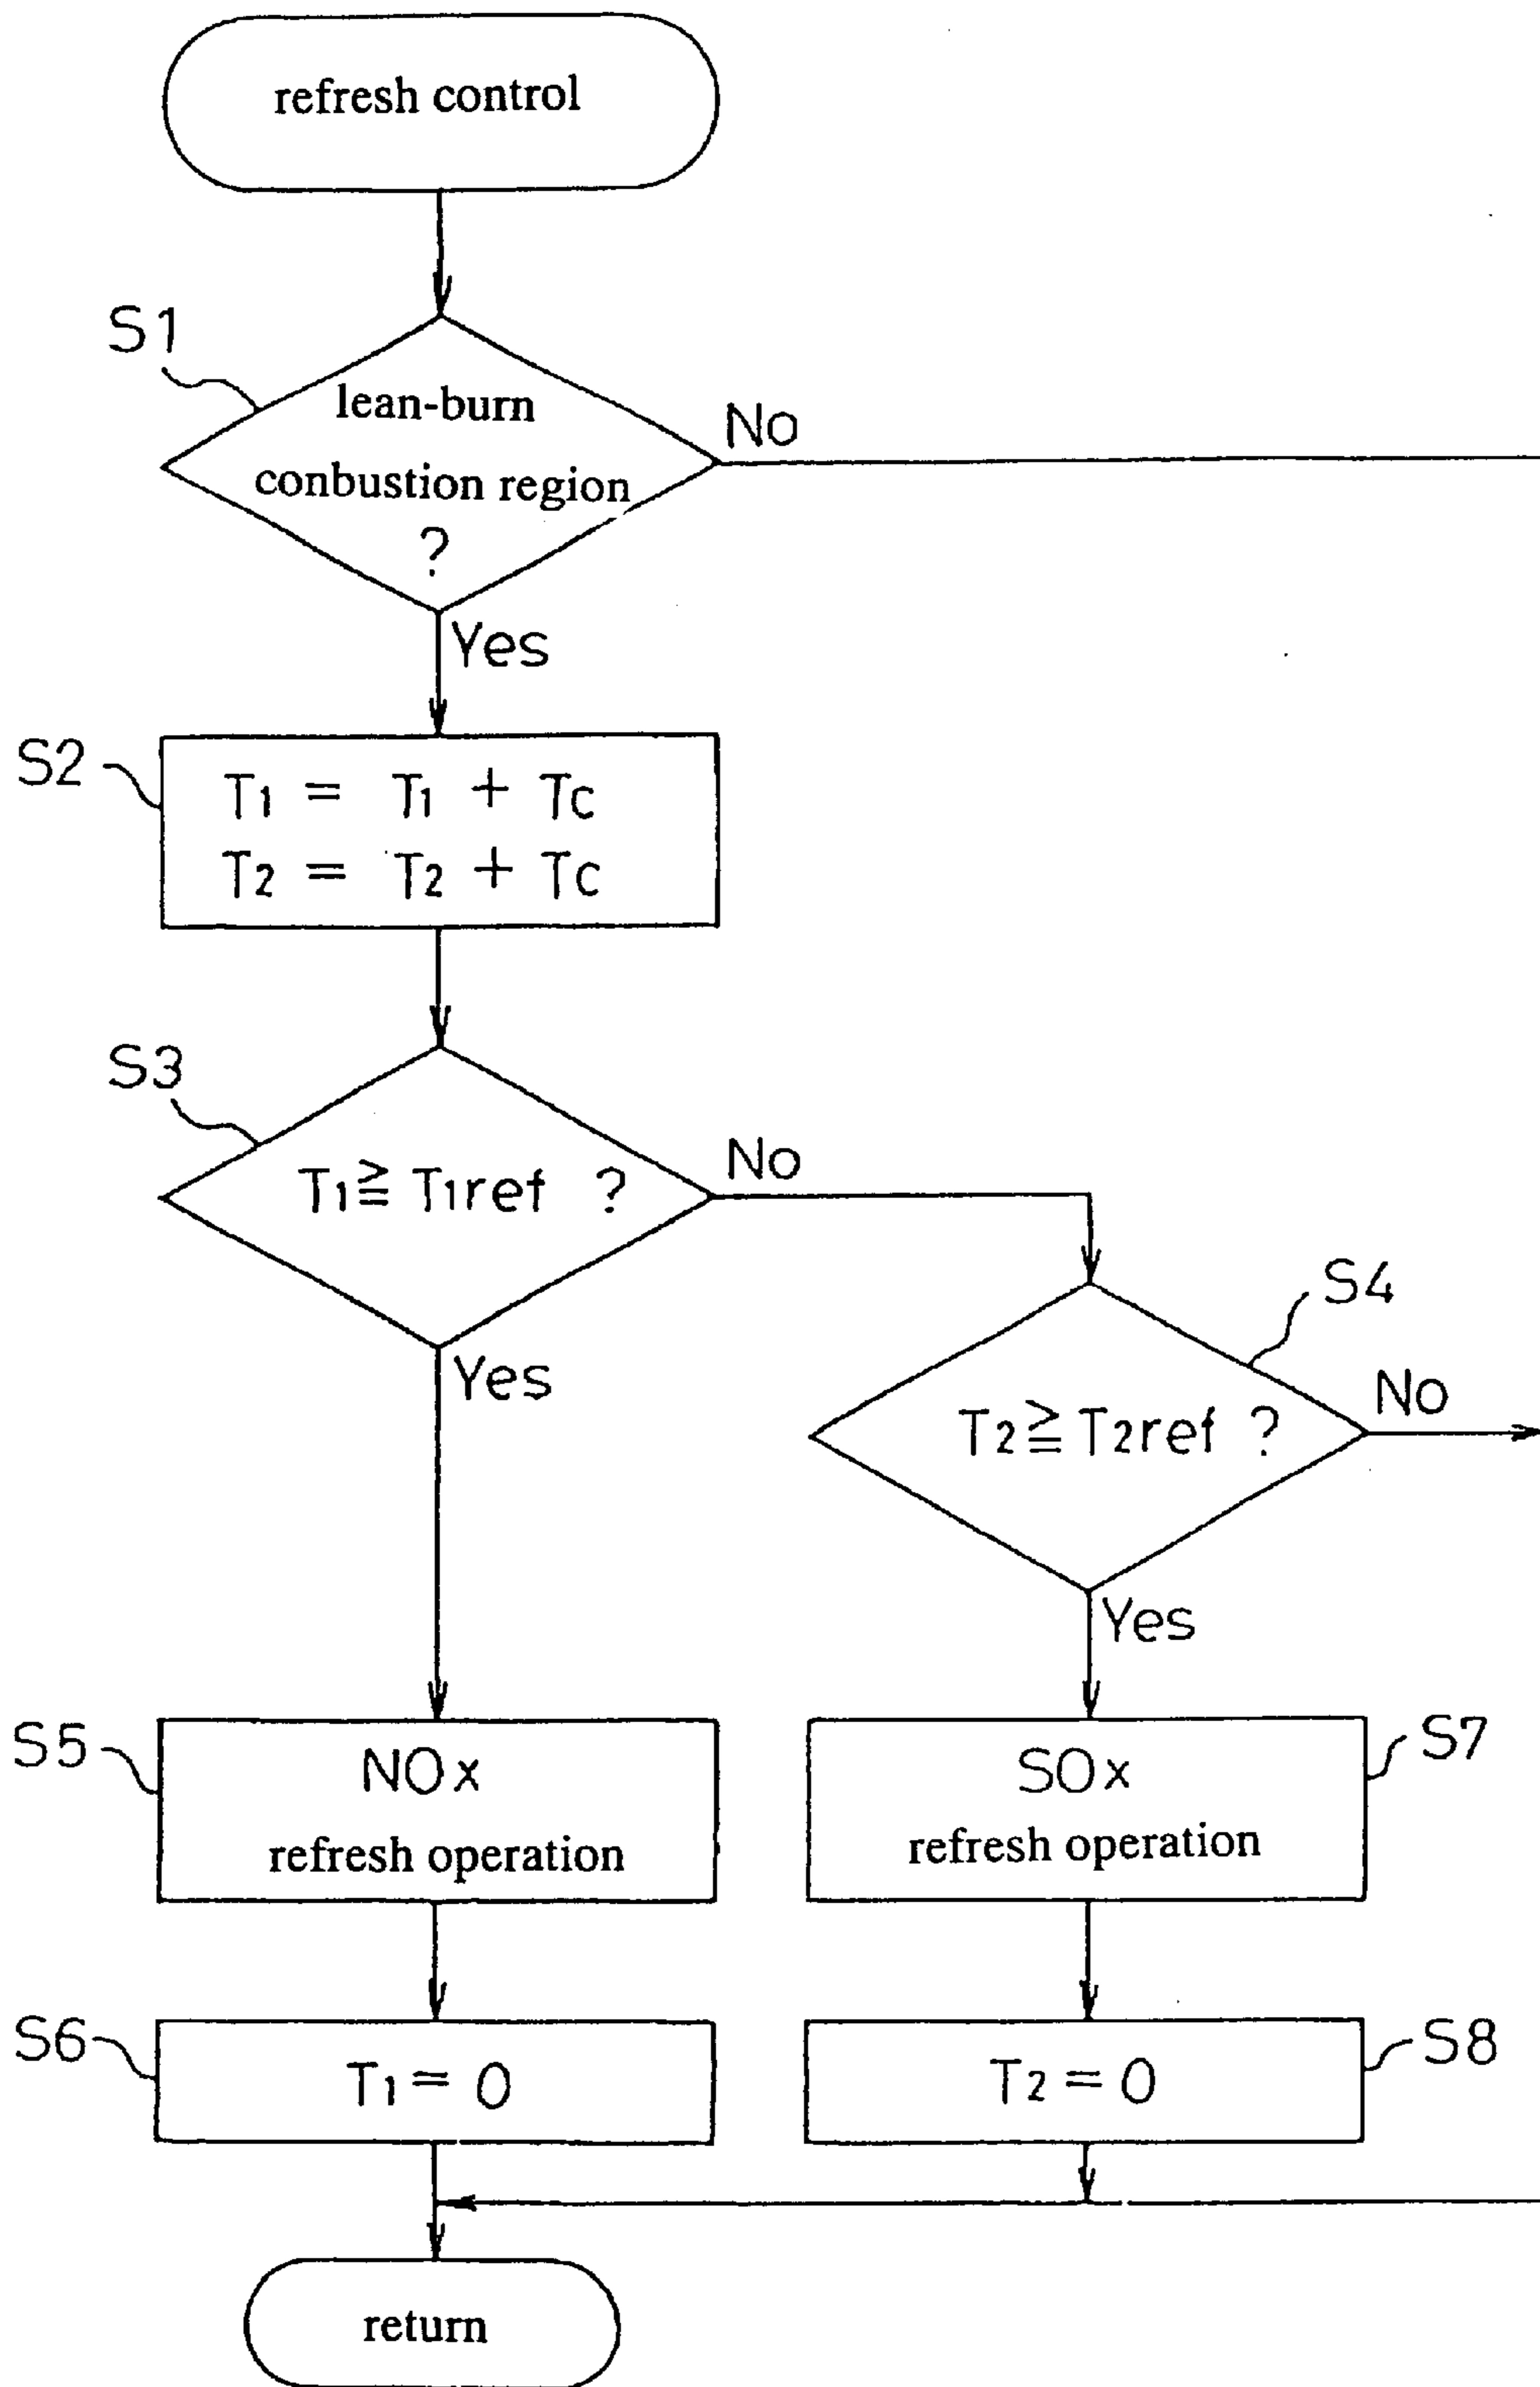 refresh control
S1
lean-burn
conbustion region
?
No
Yes
S2
T1 = T1 + Tc
T2 = T2 + Tc
S3
T1 ≧ T1ref ?
No
Yes
S4
T2 ≧ T2ref ?
No
Yes
S5
NOx
refresh operation
S7
SOx
refresh operation
S6
T1 = 0
S8
T2 = 0
return